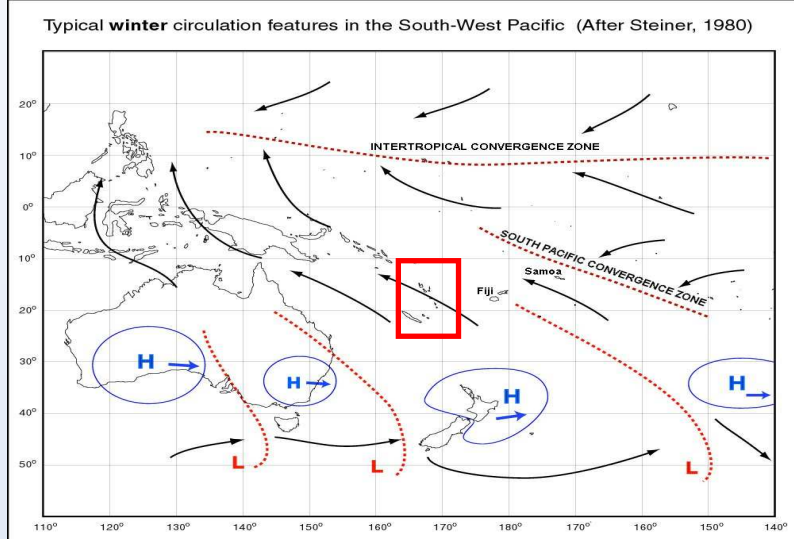 Typical winter circulation features in the South-West Pacific (After Steiner, 1980)
20°
INTERTROPICAL CONVERGENCE ZONE
10°
0°
SOUTH PACIFIC CONVERGENCE ZONE
10°
Samoa
Fiji
20°
30°
H
H
H
H
40°
50°
L
L
L
110°
120°
130°
140°
150°
160°
170°
180°
170°
160°
150°
140°